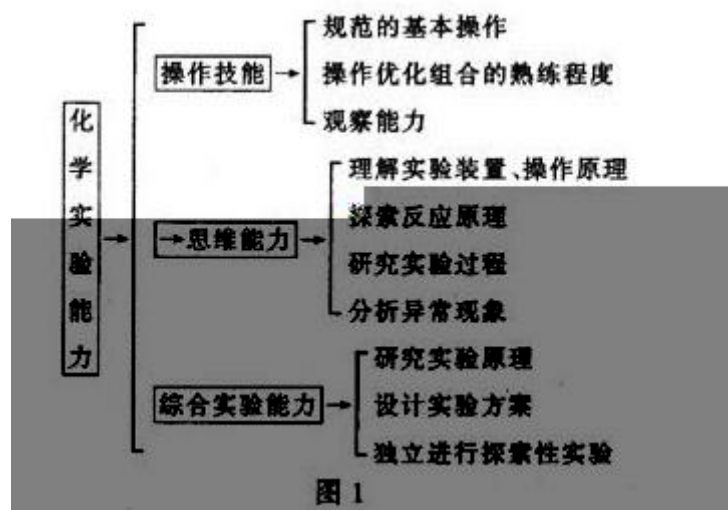 化学实验能力
操作技能
规范的基本操作
操作优化组合的熟练程度
观察能力
思维能力
理解实验装置、操作原理
探索反应原理
研究实验过程
分析异常现象
综合实验能力
研究实验原理
设计实验方案
独立进行探索性实验
图 1